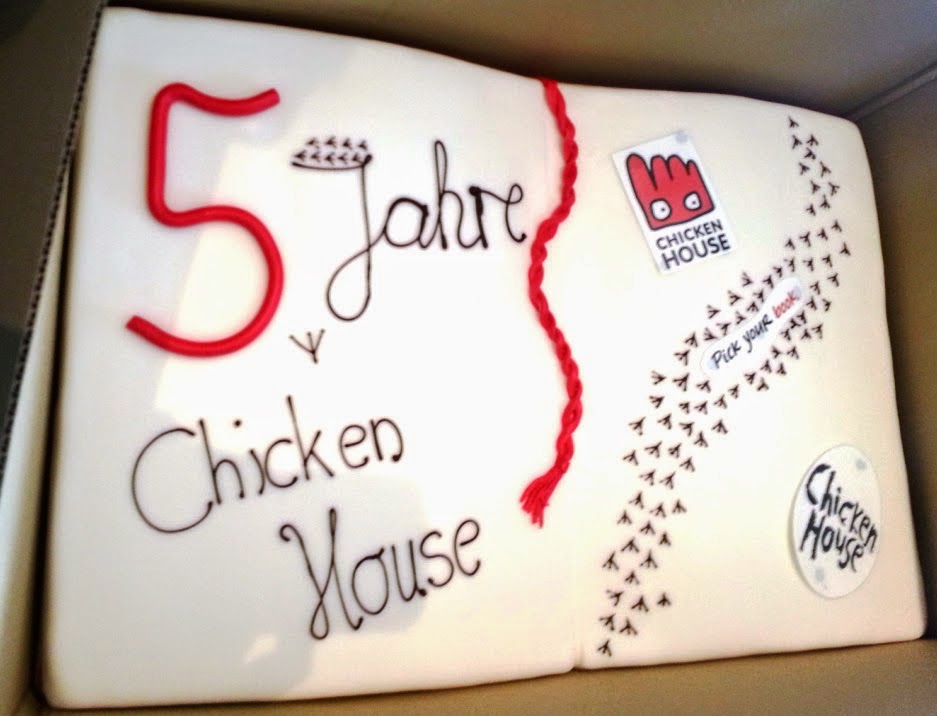 5 Jahre
Chicken
House
CHICKEN
HOUSE
Pick your book
Chicken
House